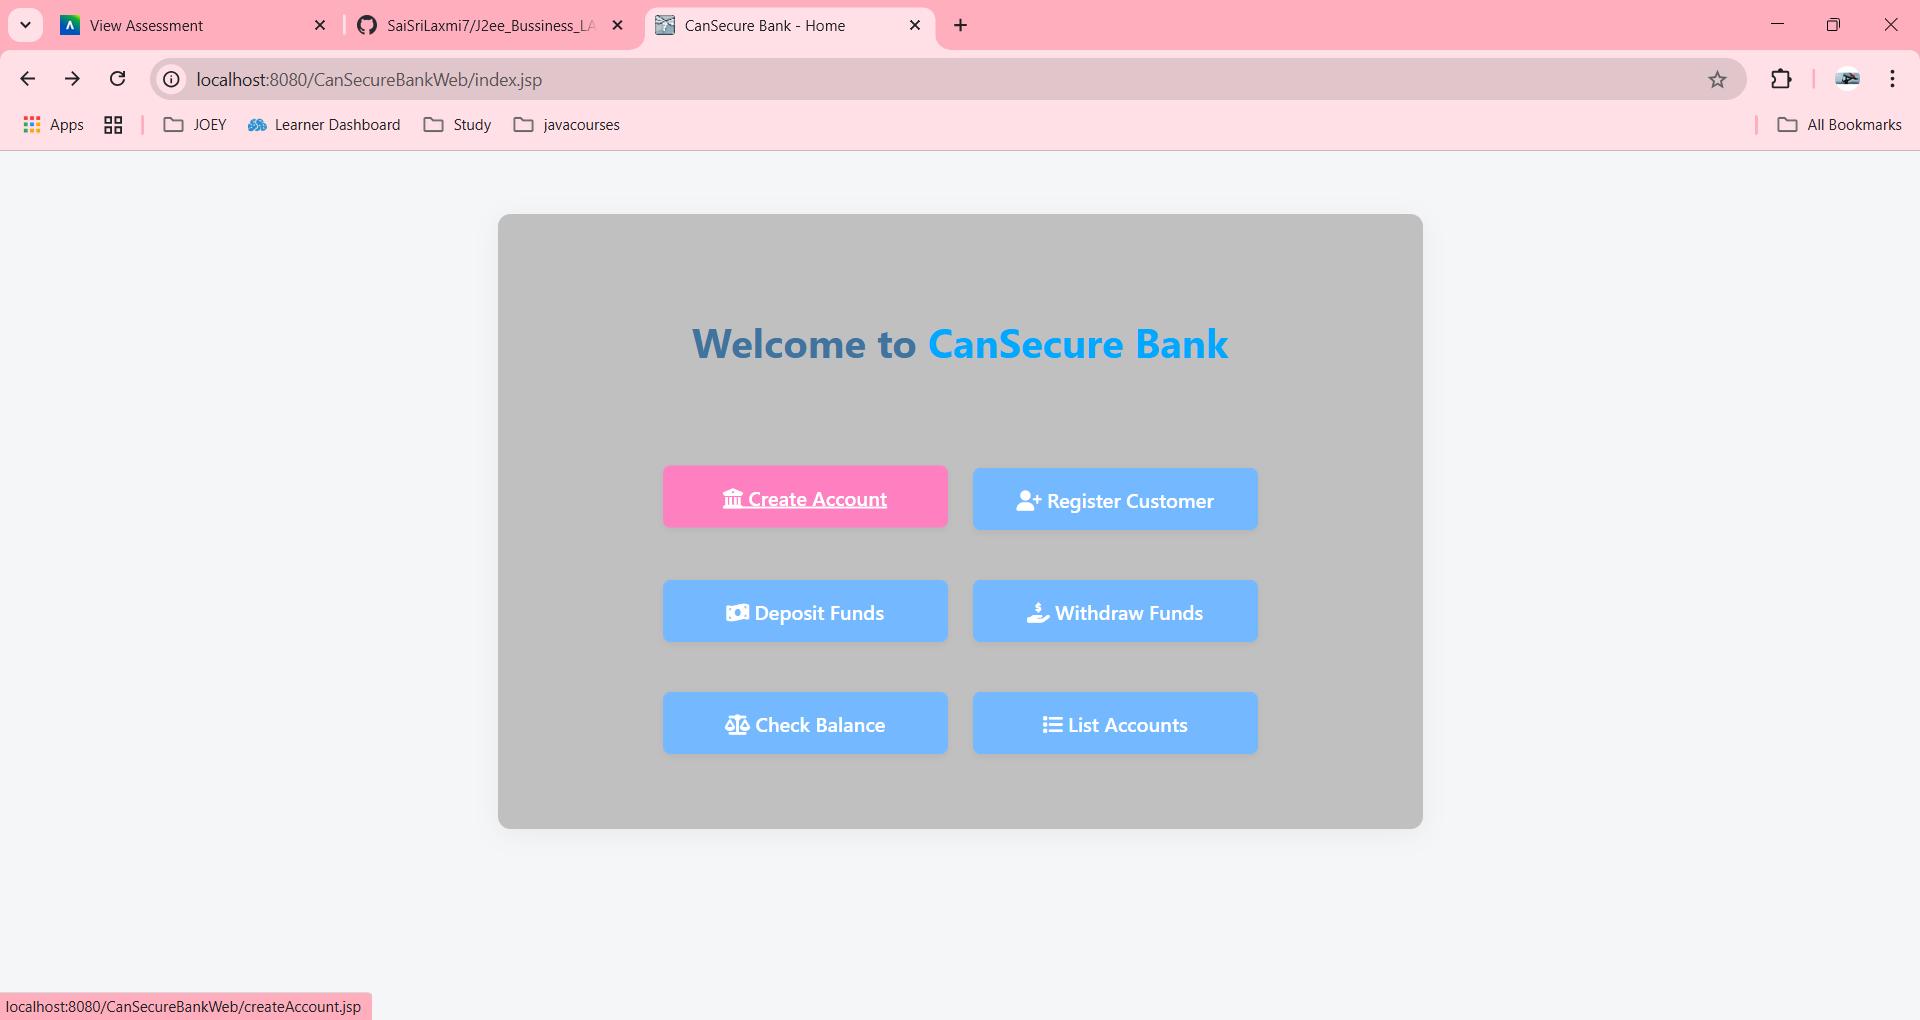 View Assessment
SaiSriLaxmi7/J2ee_Bussiness_LA
CanSecure Bank - Home
localhost:8080/CanSecureBankWeb/index.jsp
Apps
JOEY
Learner Dashboard
Study
javacourses
All Bookmarks
Welcome to CanSecure Bank
Create Account
Register Customer
Deposit Funds
Withdraw Funds
Check Balance
List Accounts
localhost:8080/CanSecureBankWeb/createAccount.jsp